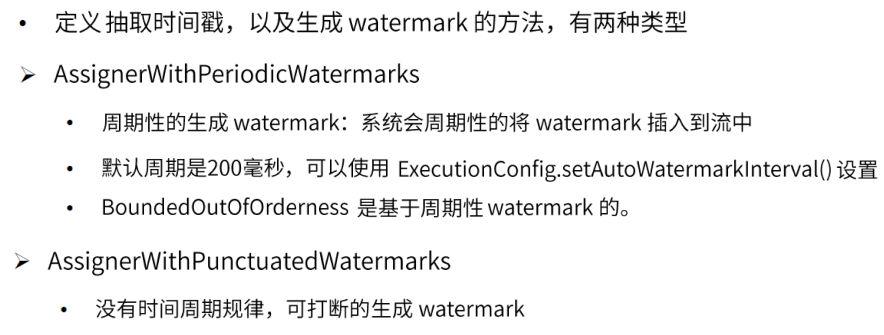 • 定义抽取时间戳，以及生成 watermark 的方法，有两种类型
➢ AssignerWithPeriodicWatermarks
• 周期性的生成 watermark：系统会周期性的将 watermark 插入到流中
• 默认周期是200毫秒，可以使用 ExecutionConfig.setAutoWatermarkInterval() 设置
• BoundedOutOfOrderness 是基于周期性 watermark 的。
➢ AssignerWithPunctuatedWatermarks
• 没有时间周期规律，可打断的生成 watermark